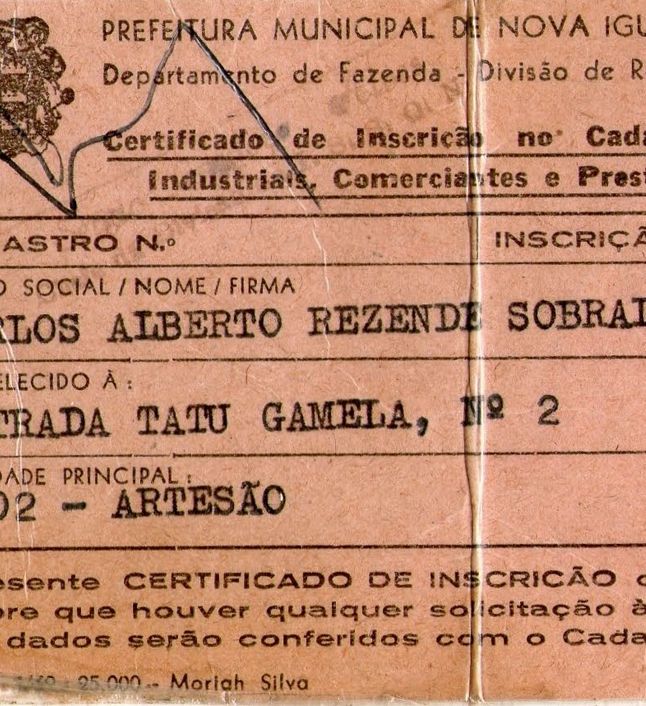 PREFEITURA MUNICIPAL DE NOVA IGU
Departamento de Fazenda - Divisão de R
Certificado de Inscrição no Cada
Industriais, Comerciantes e Prest
ASTRO N.º INSCRIÇÃ
O SOCIAL / NOME / FIRMA
RLOS ALBERTO REZENDE SOBRAL
ELECIDO À :
TRADA TATU GAMELA, Nº 2
DADE PRINCIPAL :
02 - ARTESÃO
esente CERTIFICADO DE INSCRICÃO d
pre que houver qualquer solicitação à
dados serão conferidos com o Cada
25.000 - Moriah Silva